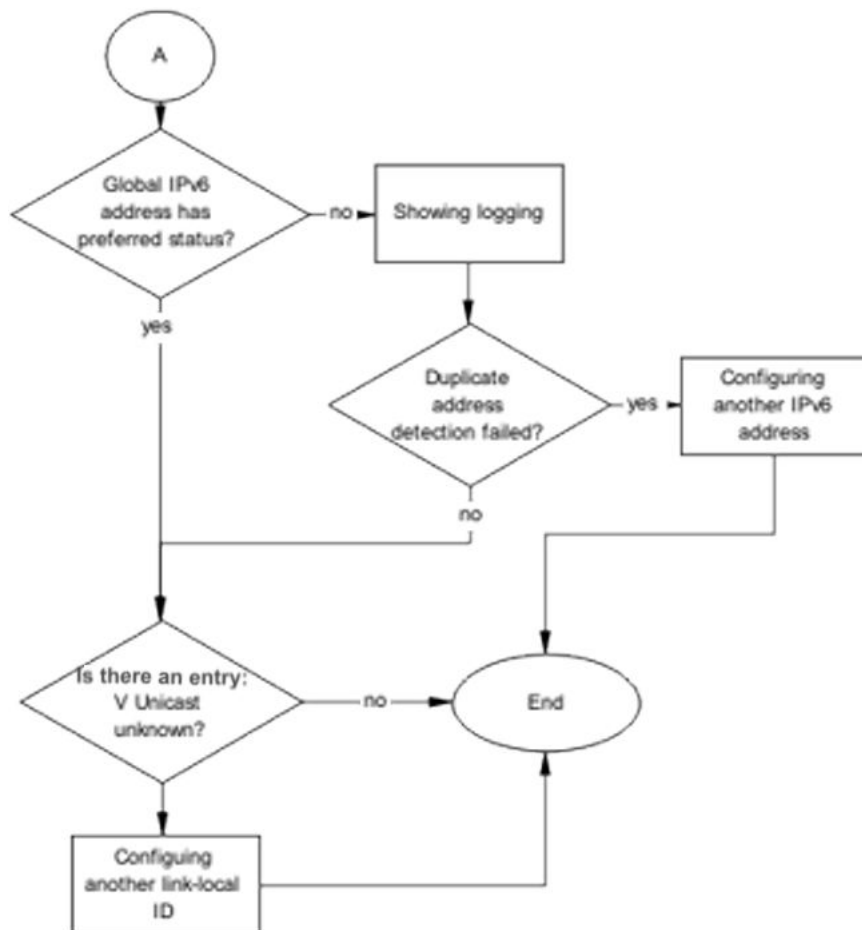 A
Global IPv6
address has
preferred status?
no
Showing logging
yes
Duplicate
address
detection failed?
yes
Configuring
another IPv6
address
no
Is there an entry:
V Unicast
unknown?
no
End
Configuing
another link-local
ID